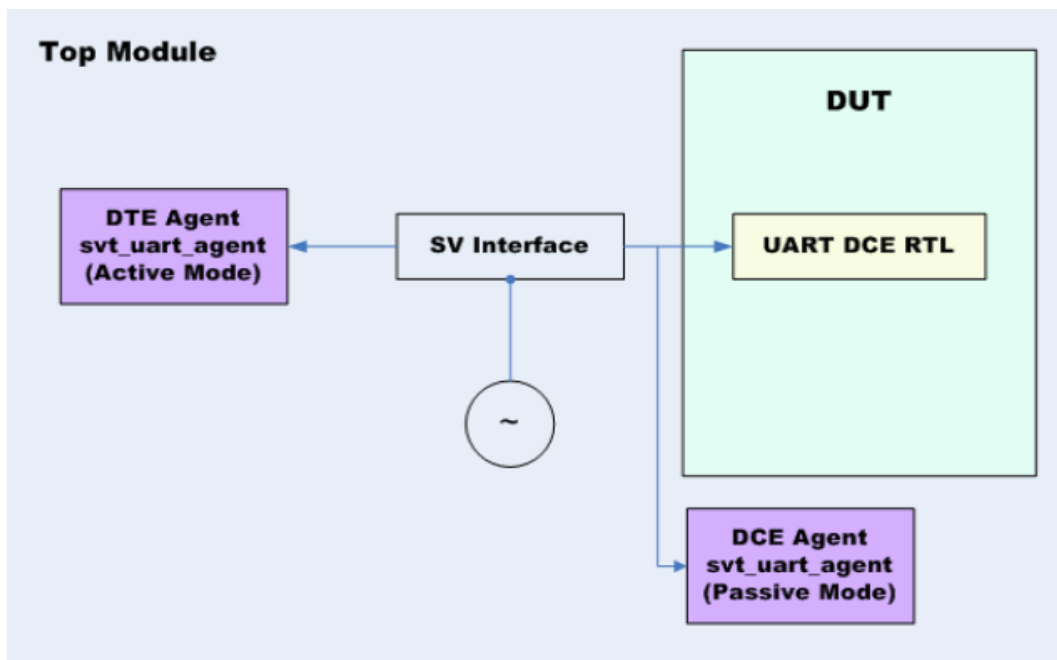 Top Module
DUT
DTE Agent
svt_uart_agent
(Active Mode)
SV Interface
UART DCE RTL
~
DCE Agent
svt_uart_agent
(Passive Mode)